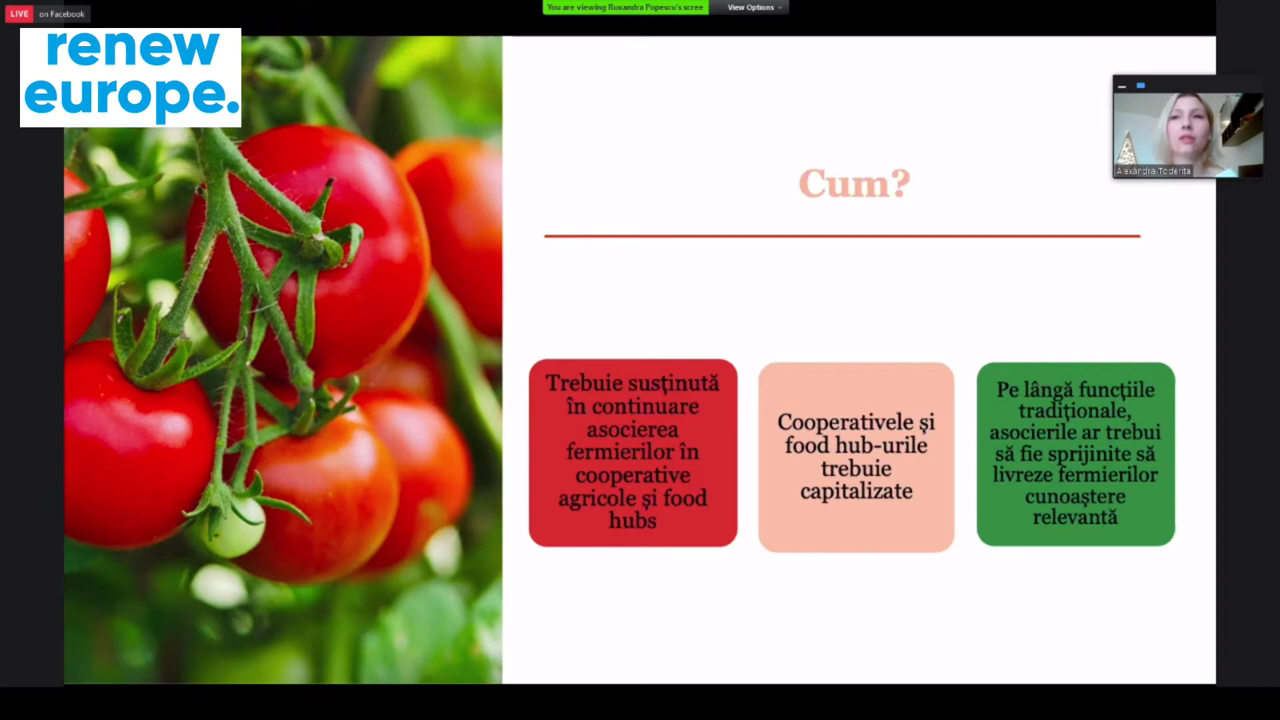 LIVE on Facebook
You are viewing Ruxandra Popescu's scree
View Options
renew
europe.
Alexandra Toderita
Cum?
Trebuie susținută
în continuare
asocierea
fermierilor în
cooperative
agricole și food
hubs
Cooperativele și
food hub-urile
trebuie
capitalizate
Pe lângă funcțiile
tradiționale,
asocierile ar trebui
să fie sprijinite să
livreze fermierilor
cunoaștere
relevantă